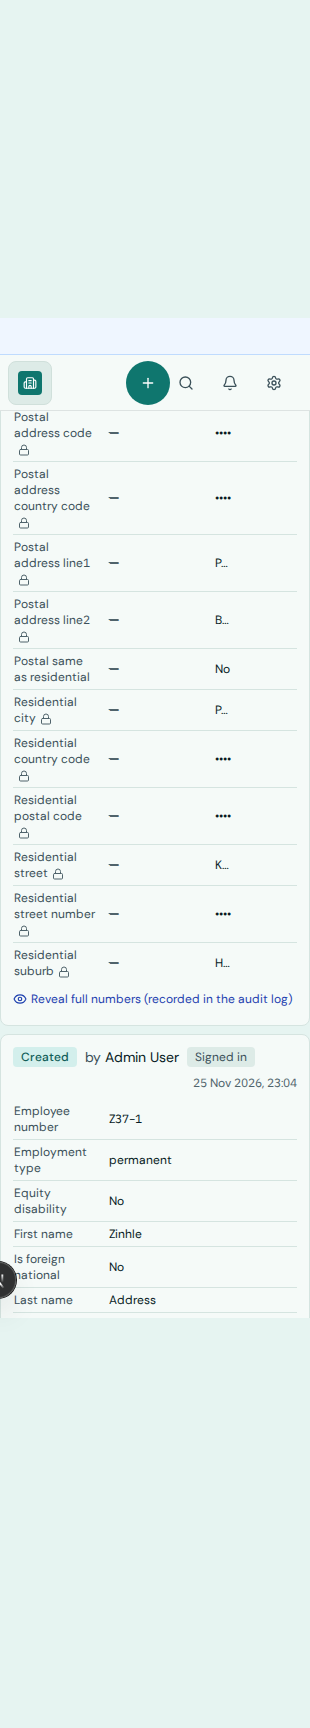 Postal
address code
—
••••
Postal
address
country code
—
••••
Postal
address line1
—
P...
Postal
address line2
—
B...
Postal same
as residential
—
No
Residential
city
—
P...
Residential
country code
—
••••
Residential
postal code
—
••••
Residential
street
—
K...
Residential
street number
—
••••
Residential
suburb
—
H...
Reveal full numbers (recorded in the audit log)
Created by Admin User Signed in
25 Nov 2026, 23:04
Employee
number
Z37-1
Employment
type
permanent
Equity
disability
No
First name Zinhle
Is foreign
national
No
Last name Address